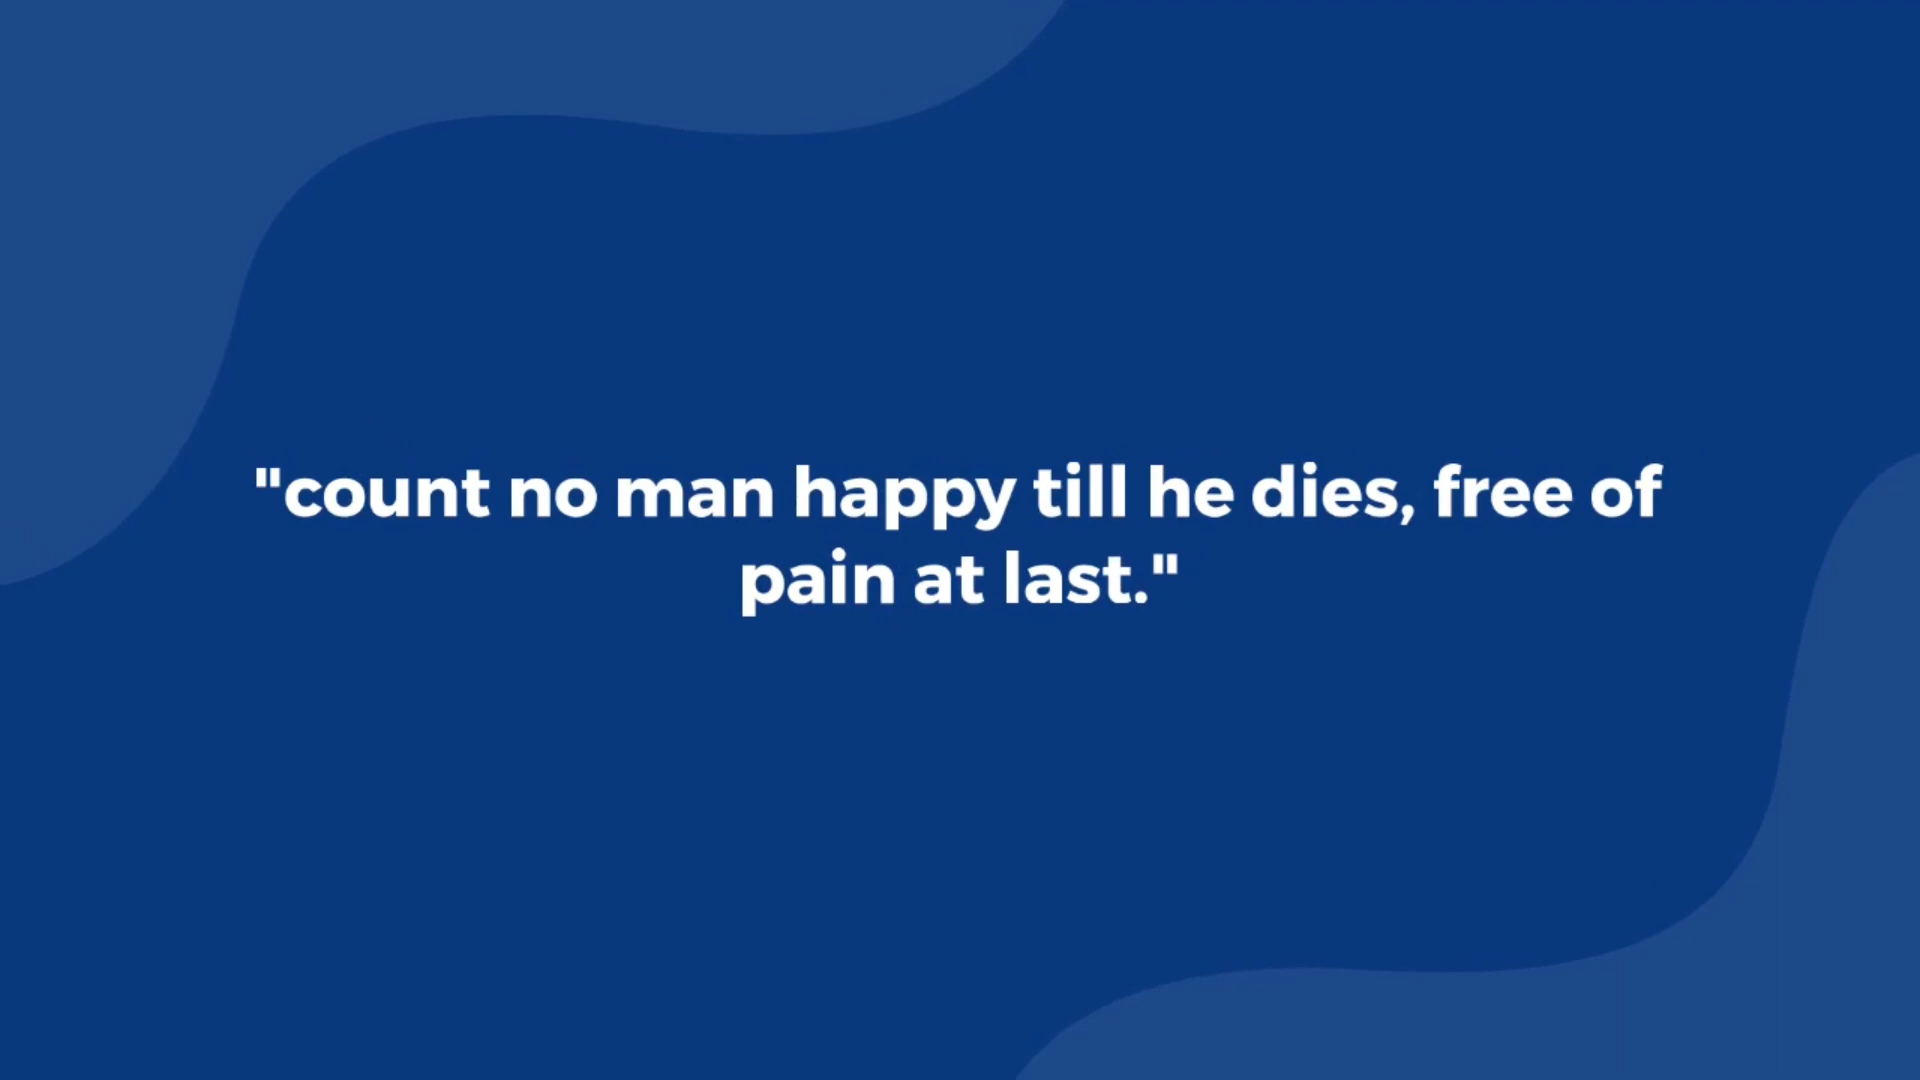 "count no man happy till he dies, free of
pain at last."